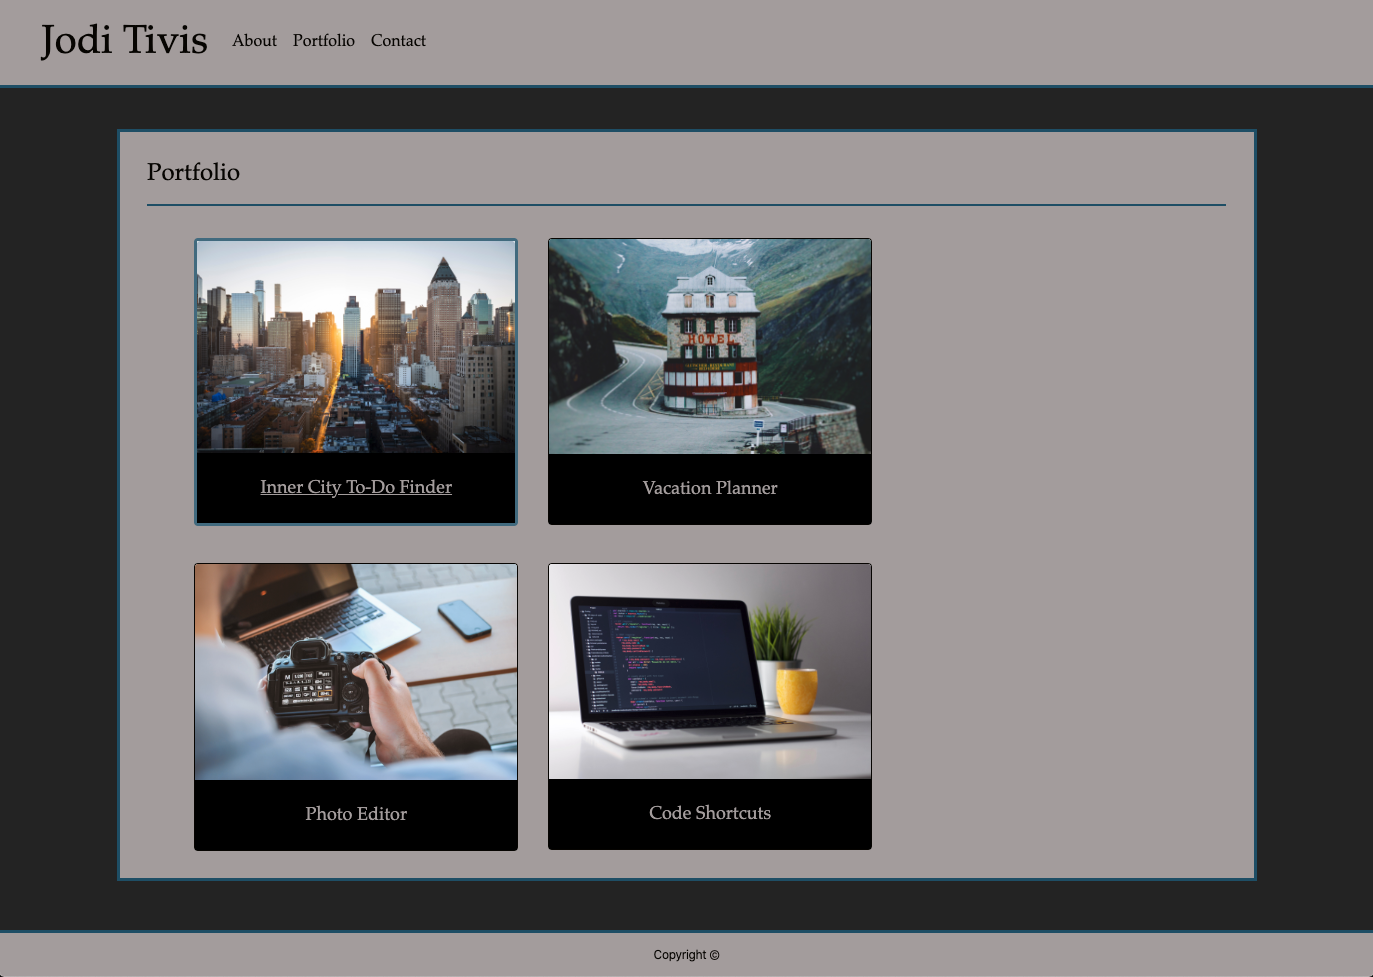 Jodi Tivis
About Portfolio Contact
Portfolio
HOTEL
Inner City To-Do Finder
Vacation Planner
Photo Editor
Code Shortcuts
Copyright ©